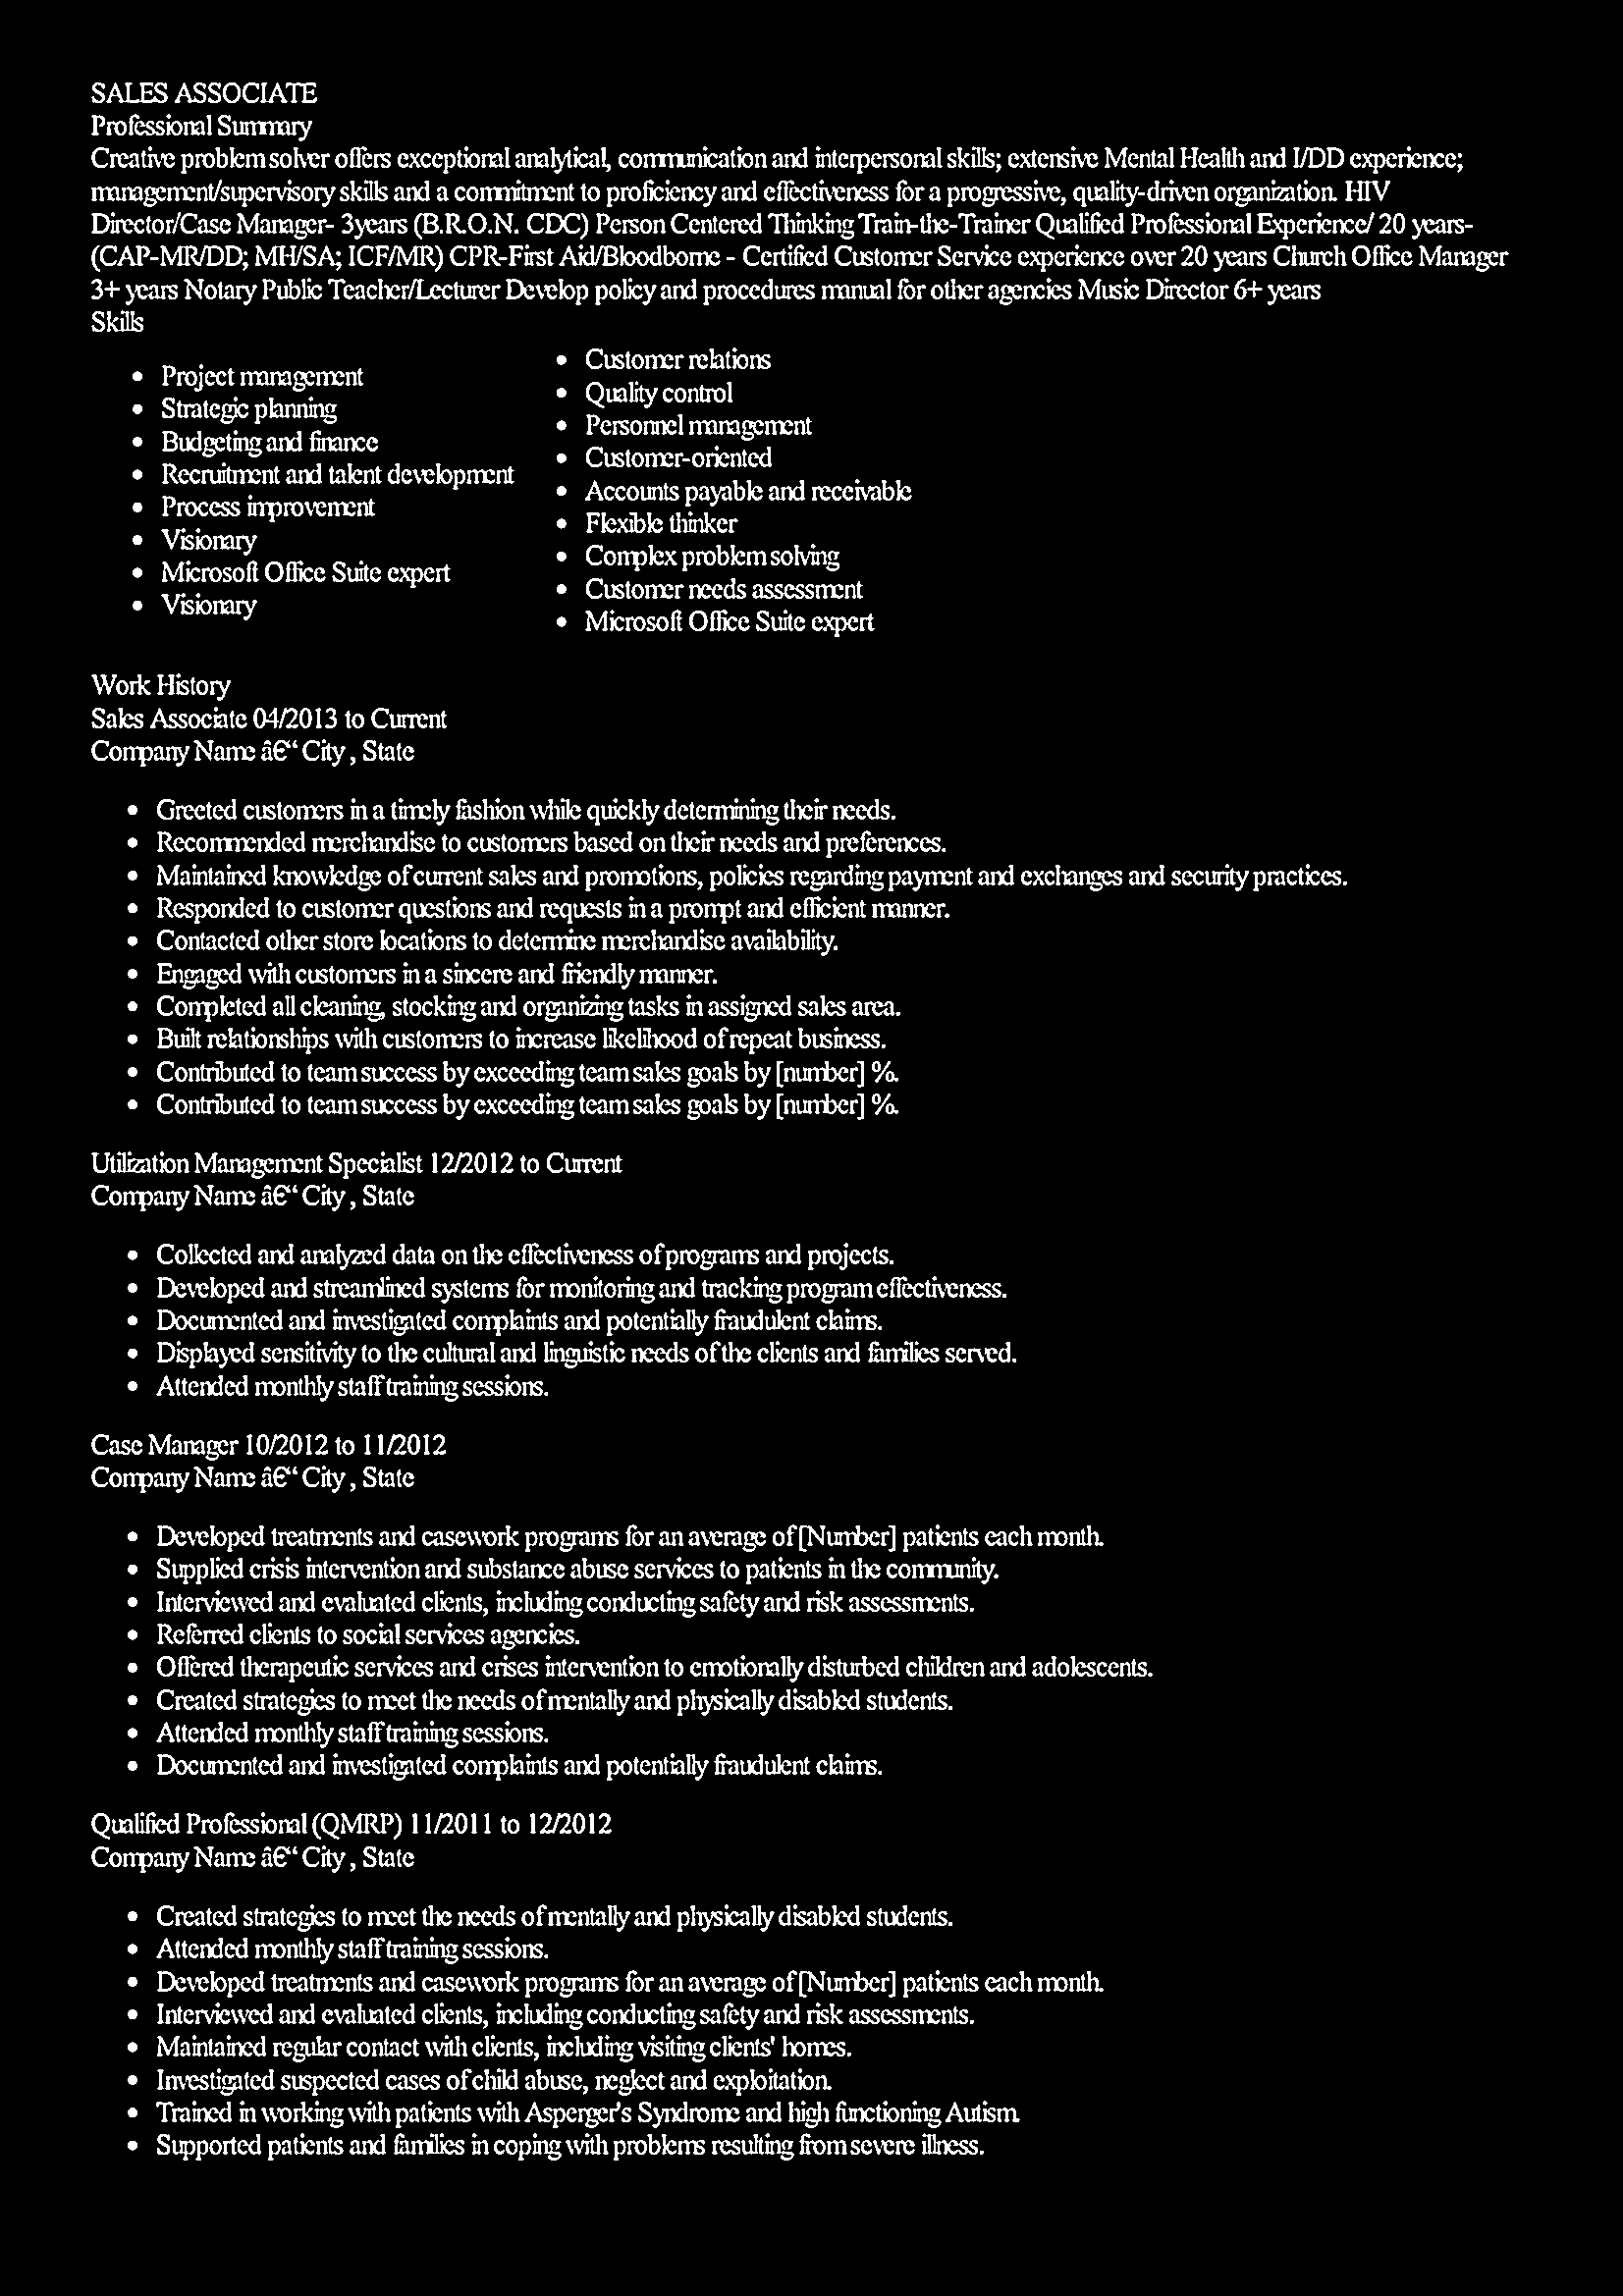 SALES ASSOCIATE
Professional Summary
Creative problem solver offers exceptional analytical, communication and interpersonal skills; extensive Mental Health and I/DD experience;
management/supervisory skills and a commitment to proficiency and effectiveness for a progressive, quality-driven organization. HIV
Director/Case Manager- 3years (B.R.O.N. CDC) Person Centered Thinking Train-the-Trainer Qualified Professional Experience/ 20 years-
(CAP-MR/DD; MH/SA; ICF/MR) CPR-First Aid/Bloodborne - Certified Customer Service experience over 20 years Church Office Manager
3+ years Notary Public Teacher/Lecturer Develop policy and procedures manual for other agencies Music Director 6+ years
Skills
• Project management
• Strategic planning
• Budgeting and finance
• Recruitment and talent development
• Process improvement
• Visionary
• Microsoft Office Suite expert
• Visionary
• Customer relations
• Quality control
• Personnel management
• Customer-oriented
• Accounts payable and receivable
• Flexible thinker
• Complex problem solving
• Customer needs assessment
• Microsoft Office Suite expert
Work History
Sales Associate 04/2013 to Current
Company Name â€“ City , State
• Greeted customers in a timely fashion while quickly determining their needs.
• Recommended merchandise to customers based on their needs and preferences.
• Maintained knowledge of current sales and promotions, policies regarding payment and exchanges and security practices.
• Responded to customer questions and requests in a prompt and efficient manner.
• Contacted other store locations to determine merchandise availability.
• Engaged with customers in a sincere and friendly manner.
• Completed all cleaning, stocking and organizing tasks in assigned sales area.
• Built relationships with customers to increase likelihood of repeat business.
• Contributed to team success by exceeding team sales goals by [number] %.
• Contributed to team success by exceeding team sales goals by [number] %.
Utilization Management Specialist 12/2012 to Current
Company Name â€“ City , State
• Collected and analyzed data on the effectiveness of programs and projects.
• Developed and streamlined systems for monitoring and tracking program effectiveness.
• Documented and investigated complaints and potentially fraudulent claims.
• Displayed sensitivity to the cultural and linguistic needs of the clients and families served.
• Attended monthly staff training sessions.
Case Manager 10/2012 to 11/2012
Company Name â€“ City , State
• Developed treatments and casework programs for an average of [Number] patients each month.
• Supplied crisis intervention and substance abuse services to patients in the community.
• Interviewed and evaluated clients, including conducting safety and risk assessments.
• Referred clients to social services agencies.
• Offered therapeutic services and crises intervention to emotionally disturbed children and adolescents.
• Created strategies to meet the needs of mentally and physically disabled students.
• Attended monthly staff training sessions.
• Documented and investigated complaints and potentially fraudulent claims.
Qualified Professional (QMRP) 11/2011 to 12/2012
Company Name â€“ City , State
• Created strategies to meet the needs of mentally and physically disabled students.
• Attended monthly staff training sessions.
• Developed treatments and casework programs for an average of [Number] patients each month.
• Interviewed and evaluated clients, including conducting safety and risk assessments.
• Maintained regular contact with clients, including visiting clients' homes.
• Investigated suspected cases of child abuse, neglect and exploitation.
• Trained in working with patients with Asperger's Syndrome and high functioning Autism.
• Supported patients and families in coping with problems resulting from severe illness.